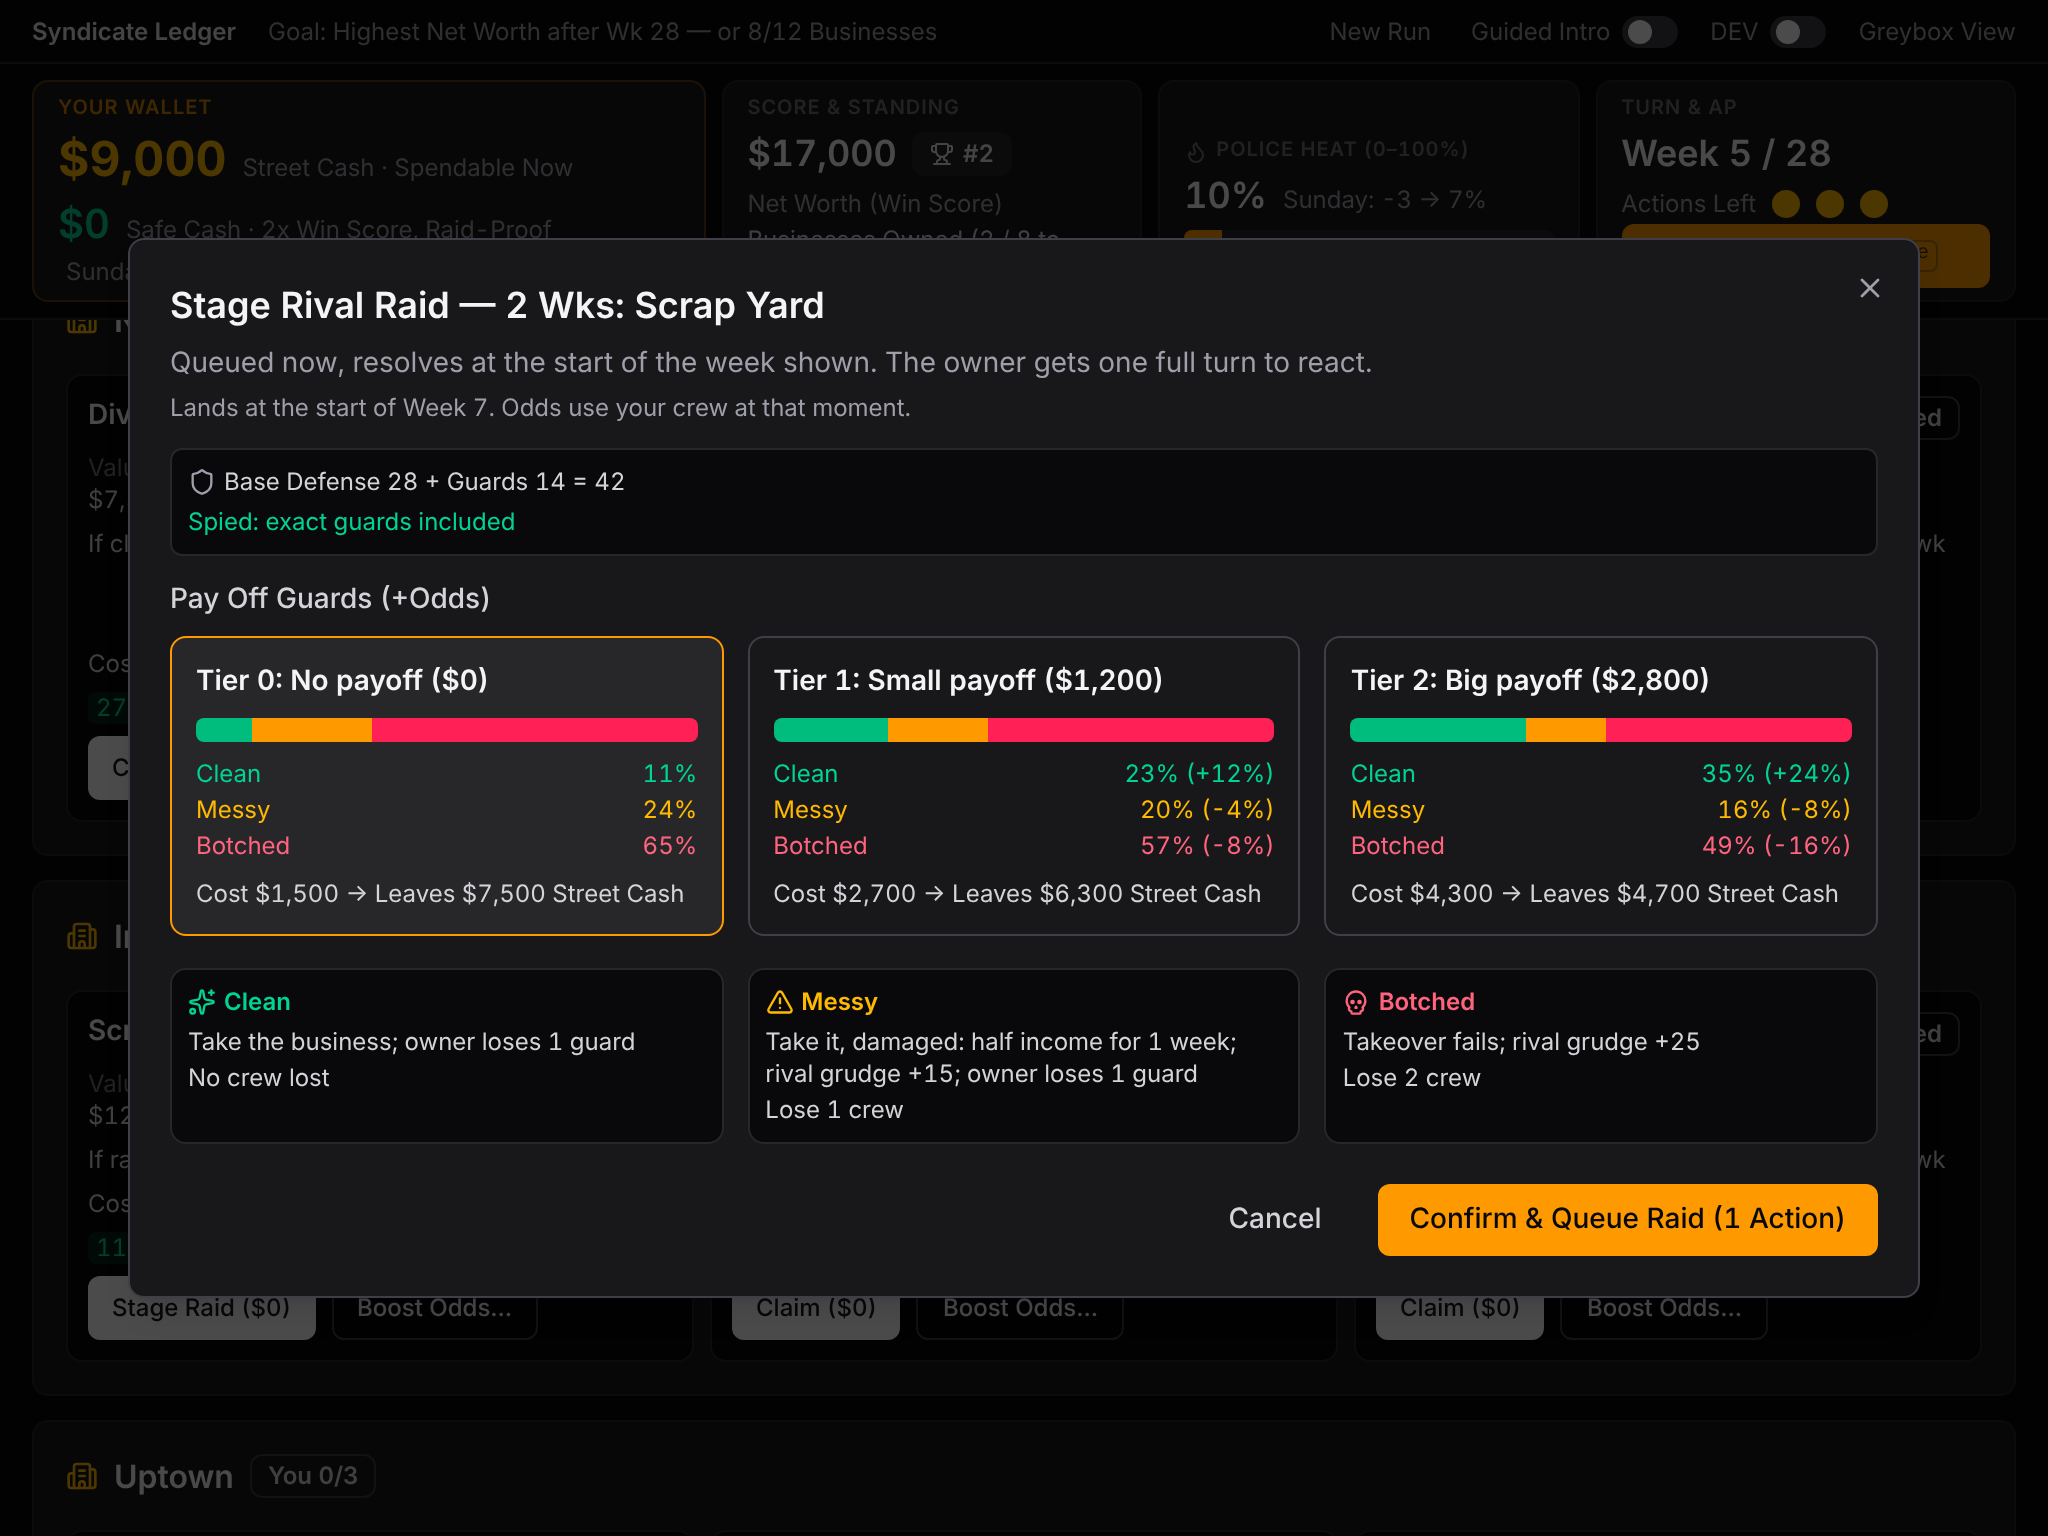 Syndicate Ledger
Goal: Highest Net Worth after Wk 28 — or 8/12 Businesses
New Run
Guided Intro
DEV
Greybox View
YOUR WALLET
$9,000 Street Cash · Spendable Now
$0 Safe Cash · 2x Win Score, Raid-Proof
SCORE & STANDING
$17,000 #2
Net Worth (Win Score)
Businesses Owned (2 / 8 to
POLICE HEAT (0–100%)
10% Sunday: -3 → 7%
TURN & AP
Week 5 / 28
Actions Left
Stage Rival Raid — 2 Wks: Scrap Yard
Queued now, resolves at the start of the week shown. The owner gets one full turn to react.
Lands at the start of Week 7. Odds use your crew at that moment.
Base Defense 28 + Guards 14 = 42
Spied: exact guards included
Pay Off Guards (+Odds)
Tier 0: No payoff ($0)
Clean 11%
Messy 24%
Botched 65%
Cost $1,500 → Leaves $7,500 Street Cash
Tier 1: Small payoff ($1,200)
Clean 23% (+12%)
Messy 20% (-4%)
Botched 57% (-8%)
Cost $2,700 → Leaves $6,300 Street Cash
Tier 2: Big payoff ($2,800)
Clean 35% (+24%)
Messy 16% (-8%)
Botched 49% (-16%)
Cost $4,300 → Leaves $4,700 Street Cash
Clean
Take the business; owner loses 1 guard
No crew lost
Messy
Take it, damaged: half income for 1 week;
rival grudge +15; owner loses 1 guard
Lose 1 crew
Botched
Takeover fails; rival grudge +25
Lose 2 crew
Cancel
Confirm & Queue Raid (1 Action)
Stage Raid ($0)
Boost Odds...
Claim ($0)
Boost Odds...
Claim ($0)
Boost Odds...
Uptown
You 0/3